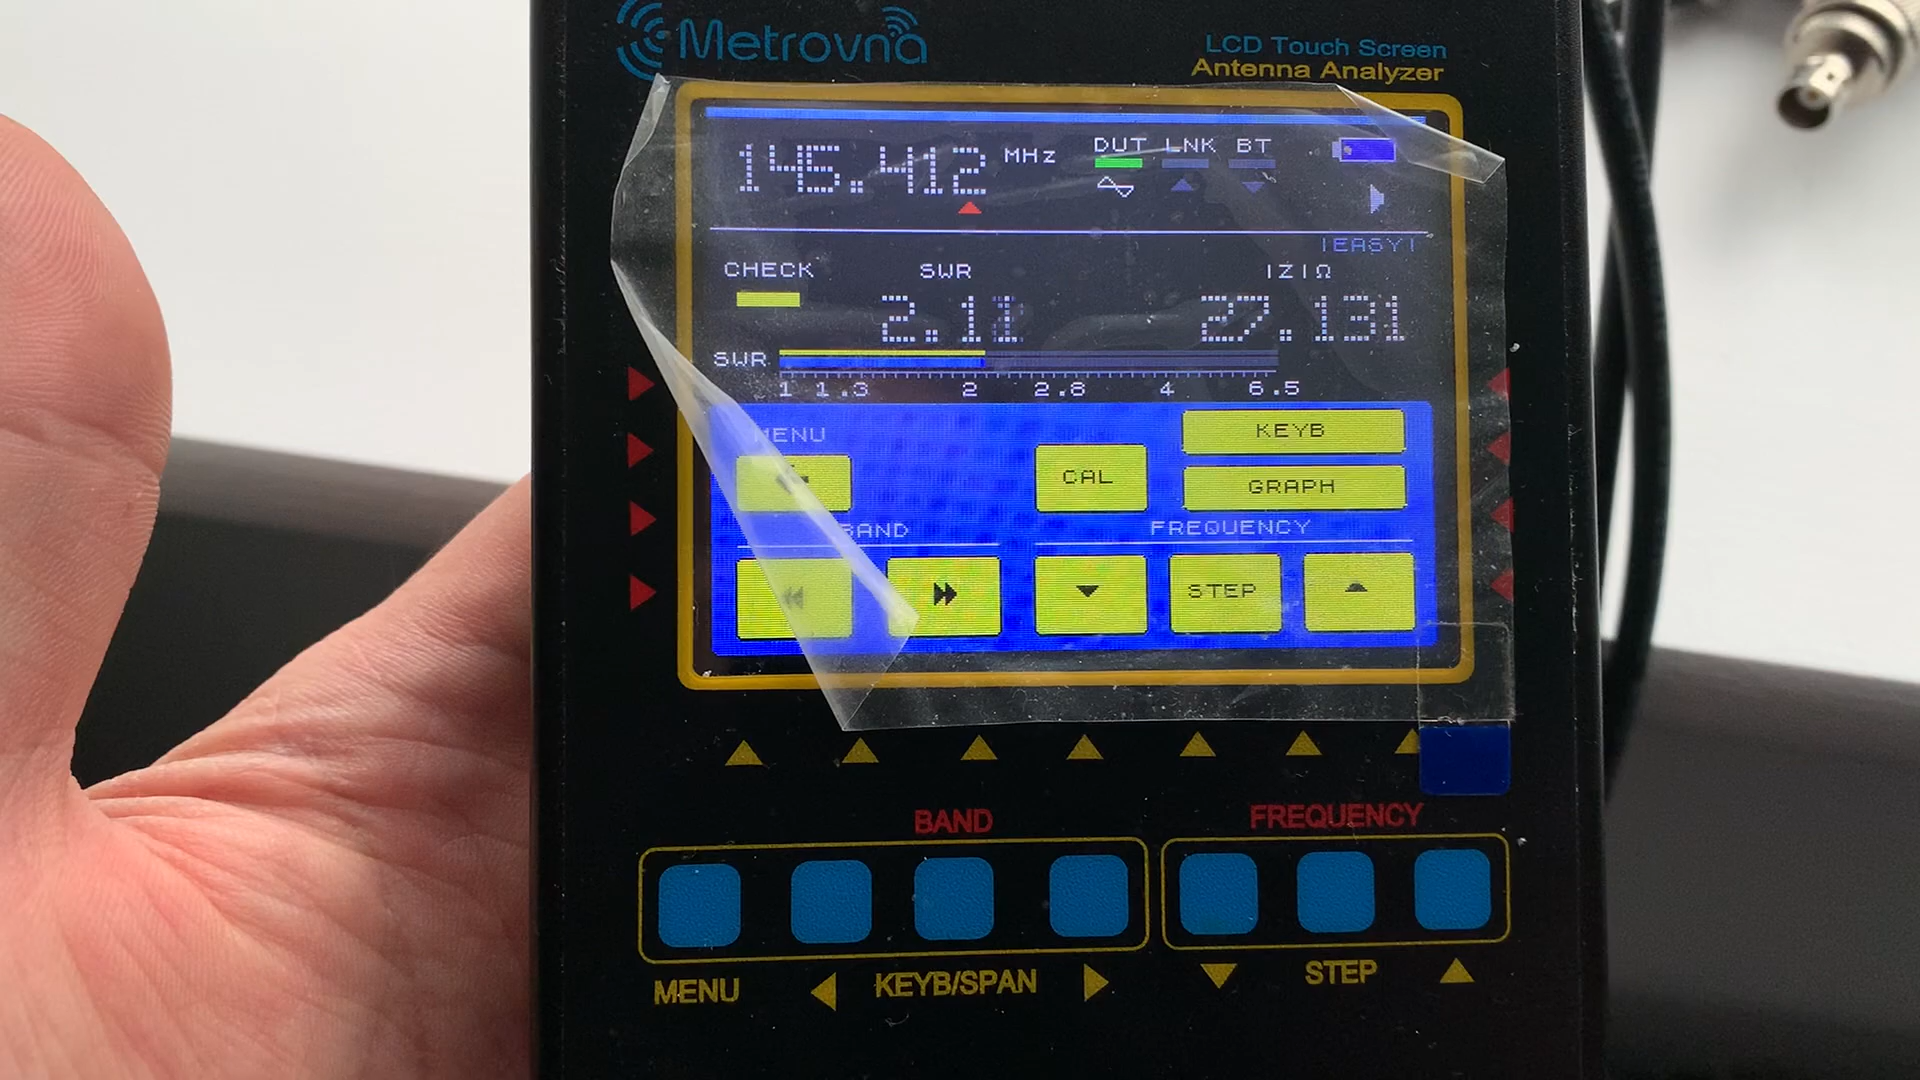 Metrovna
LCD Touch Screen
Antenna Analyzer
145.412 MHz
DUT LNK BT
|EASY|
CHECK SWR |Z|Ω
2.11 27.131
SWR
1 1.3 2 2.8 4 6.5
MENU
KEYB
CAL
GRAPH
BAND FREQUENCY
STEP
BAND FREQUENCY
MENU KEYB/SPAN STEP